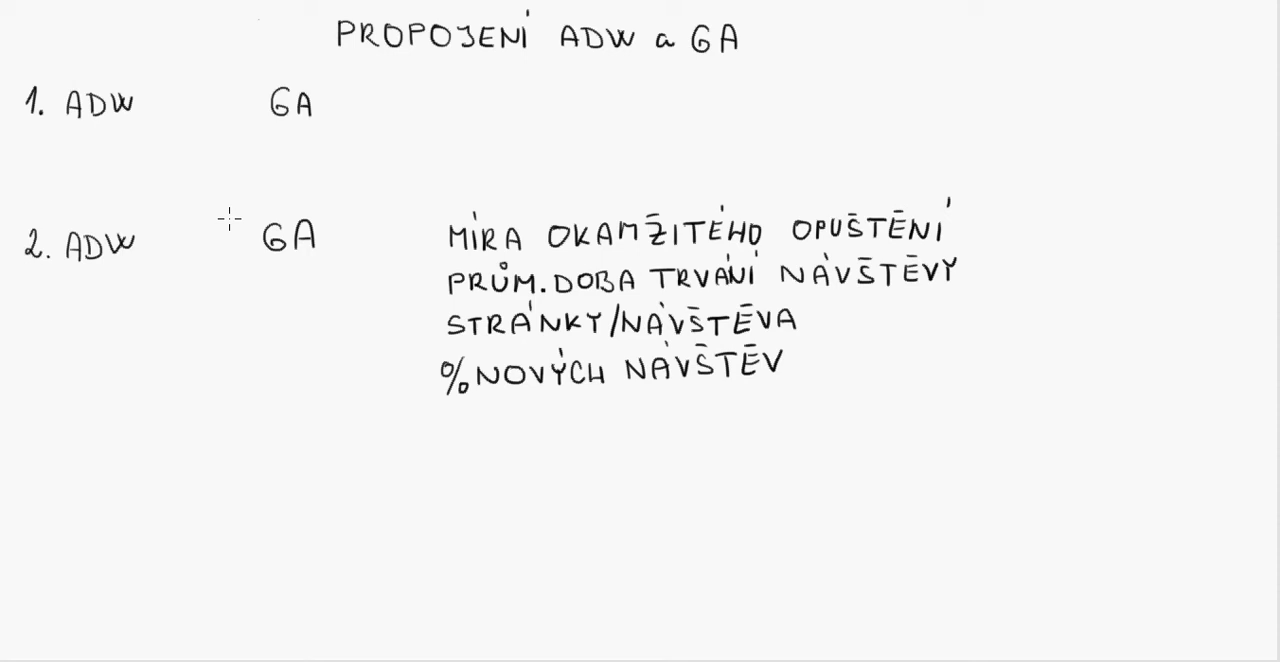 PROPOJENÍ ADW a GA
1. ADW GA
2. ADW GA MÍRA OKAMŽITÉHO OPUŠTĚNÍ
PRŮM. DOBA TRVÁNÍ NÁVŠTĚVY
STRÁNKY/NÁVŠTĚVA
% NOVÝCH NÁVŠTĚV